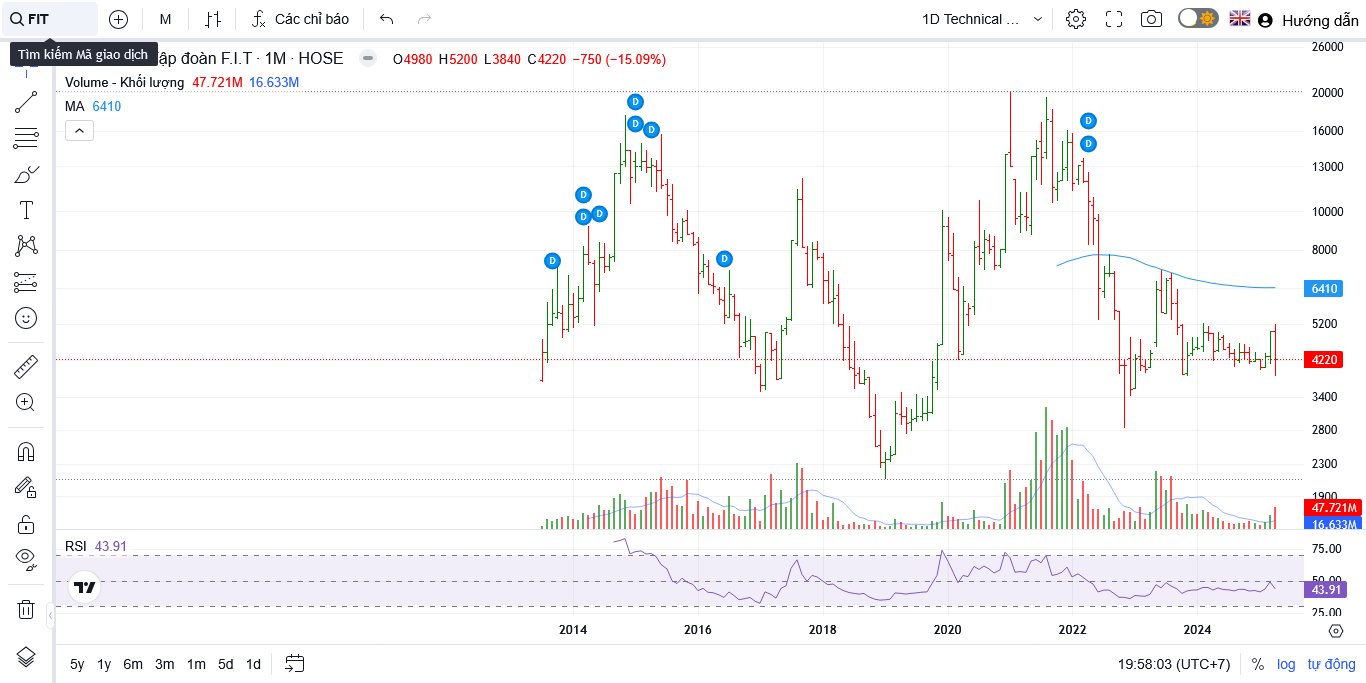 FIT
M
Các chỉ báo
1D Technical ...
Hướng dẫn
Tìm kiếm Mã giao dịch
ập đoàn F.I.T · 1M · HOSE
O4980 H5200 L3840 C4220 −750 (−15.09%)
Volume - Khối lượng 47.721M 16.633M
MA 6410
D
D
D
D
D
D
D
D
D
D
26000
20000
16000
13000
10000
8000
6410
5200
4220
3400
2800
2300
1900
47.721M
16.633M
RSI 43.91
75.00
50.00
43.91
25.00
2014 2016 2018 2020 2022 2024
5y 1y 6m 3m 1m 5d 1d
19:58:03 (UTC+7) % log tự động